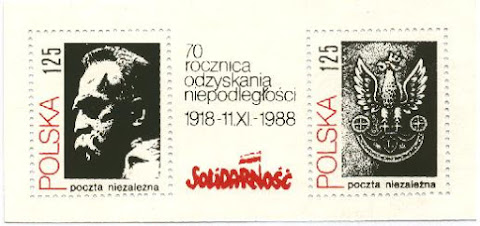 POLSKA 125
poczta niezależna
70
rocznica
odzyskania
niepodległości
1918-11.XI.-1988
SOLIDARNOŚĆ
POLSKA 125
poczta niezależna